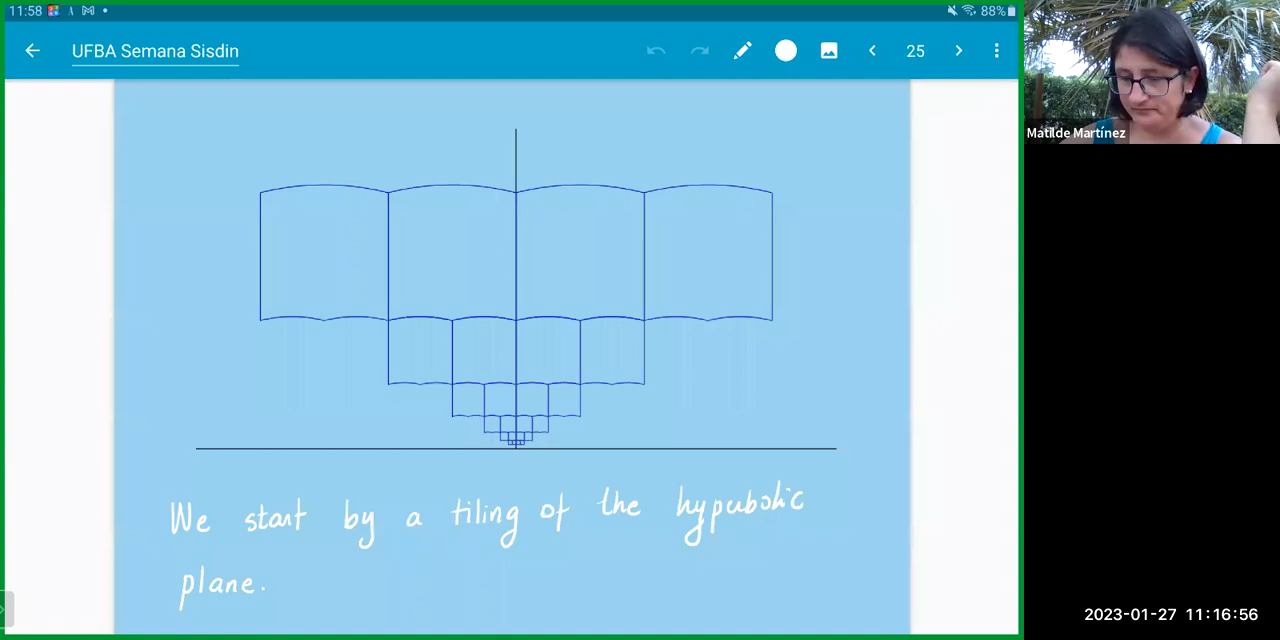 11:58
88%
UFBA Semana Sisdin
25
Matilde Martínez
We start by a tiling of the hyperbolic
plane.
2023-01-27 11:16:56